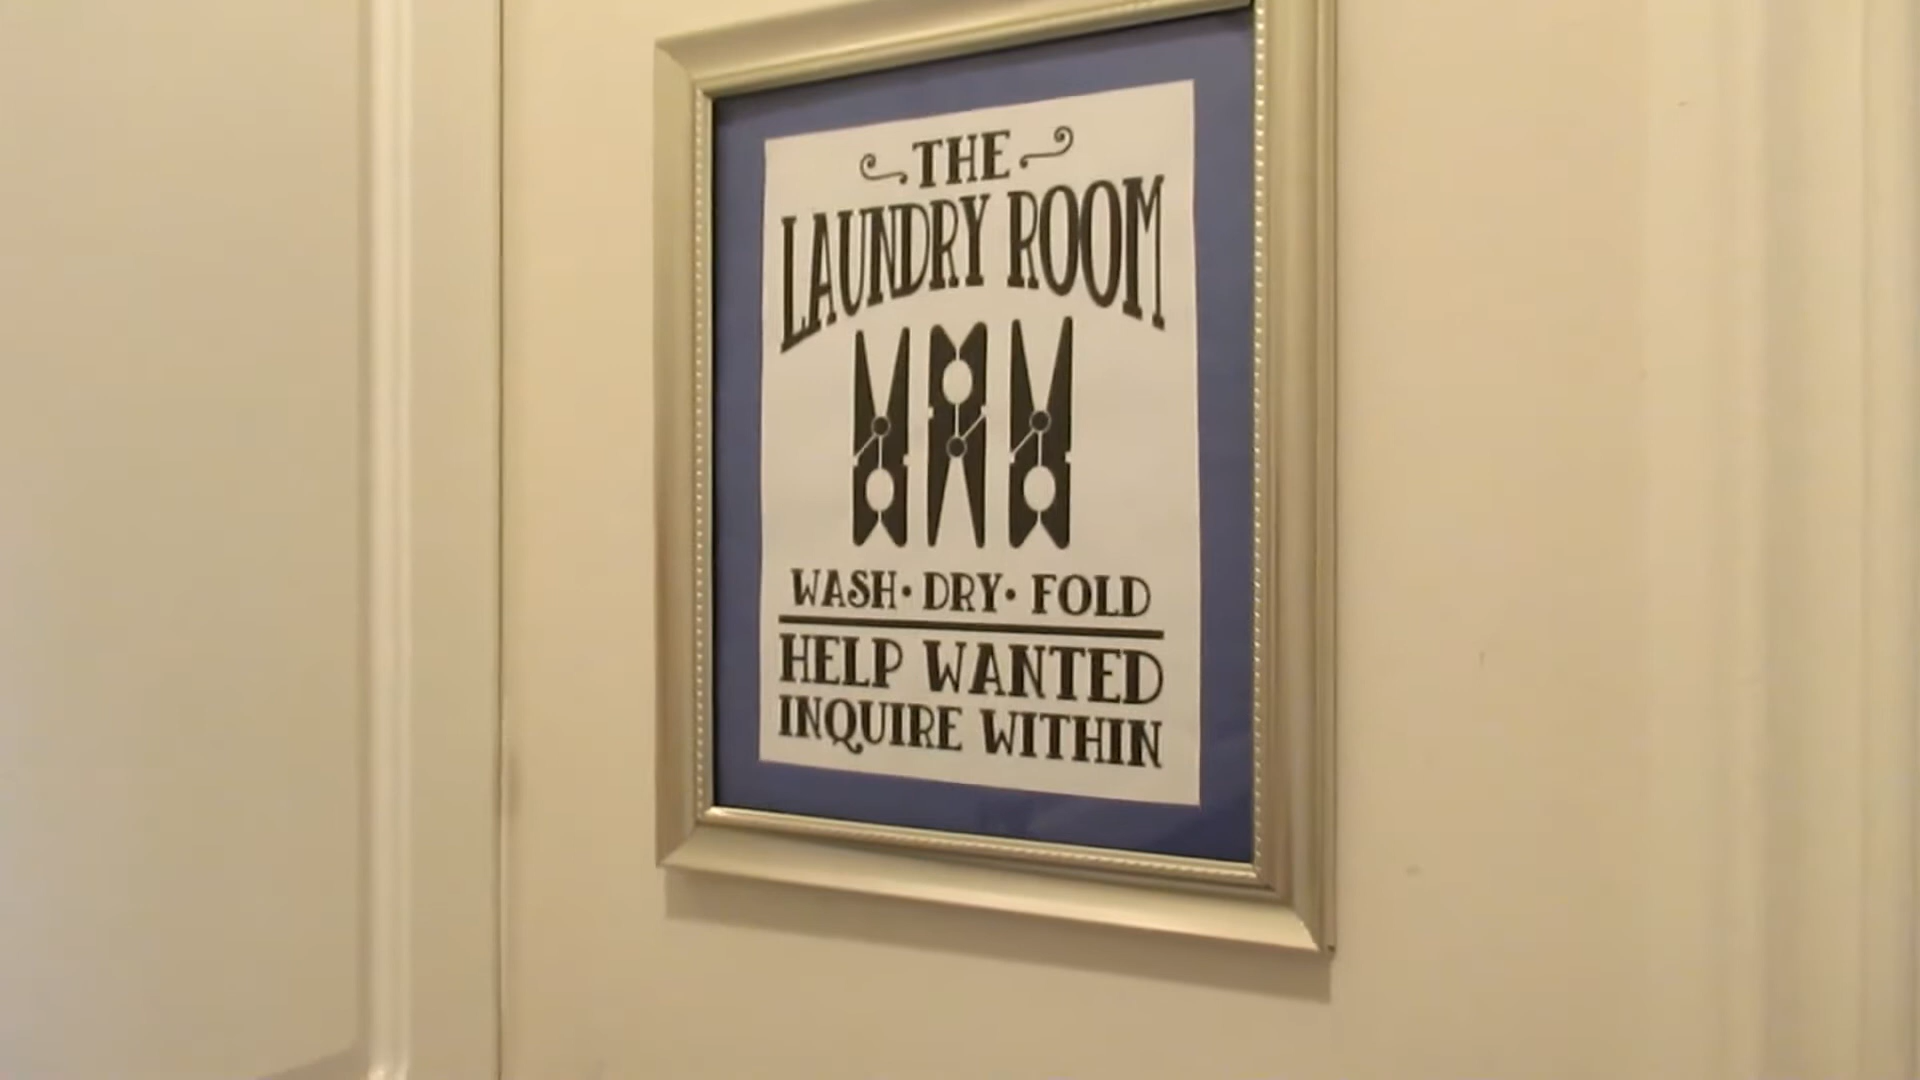 THE
LAUNDRY ROOM
WASH • DRY • FOLD
HELP WANTED
INQUIRE WITHIN